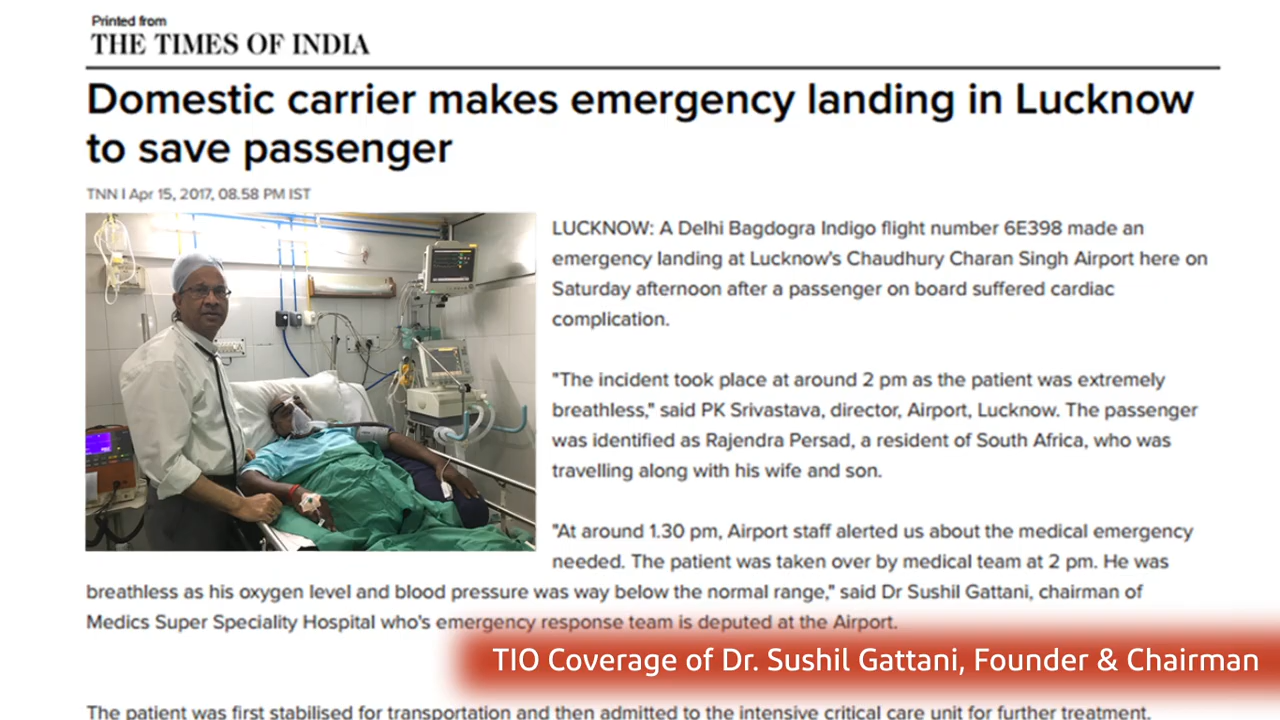 Printed from
THE TIMES OF INDIA
Domestic carrier makes emergency landing in Lucknow
to save passenger
TNN I Apr 15, 2017, 08.58 PM IST
LUCKNOW: A Delhi Bagdogra Indigo flight number 6E398 made an
emergency landing at Lucknow's Chaudhury Charan Singh Airport here on
Saturday afternoon after a passenger on board suffered cardiac
complication.
"The incident took place at around 2 pm as the patient was extremely
breathless," said PK Srivastava, director, Airport, Lucknow. The passenger
was identified as Rajendra Persad, a resident of South Africa, who was
travelling along with his wife and son.
"At around 1.30 pm, Airport staff alerted us about the medical emergency
needed. The patient was taken over by medical team at 2 pm. He was
breathless as his oxygen level and blood pressure was way below the normal range," said Dr Sushil Gattani, chairman of
Medics Super Speciality Hospital who's emergency response team is deputed at the Airport.
TIO Coverage of Dr. Sushil Gattani, Founder & Chairman
The patient was first stabilised for transportation and then admitted to the intensive critical care unit for further treatment.